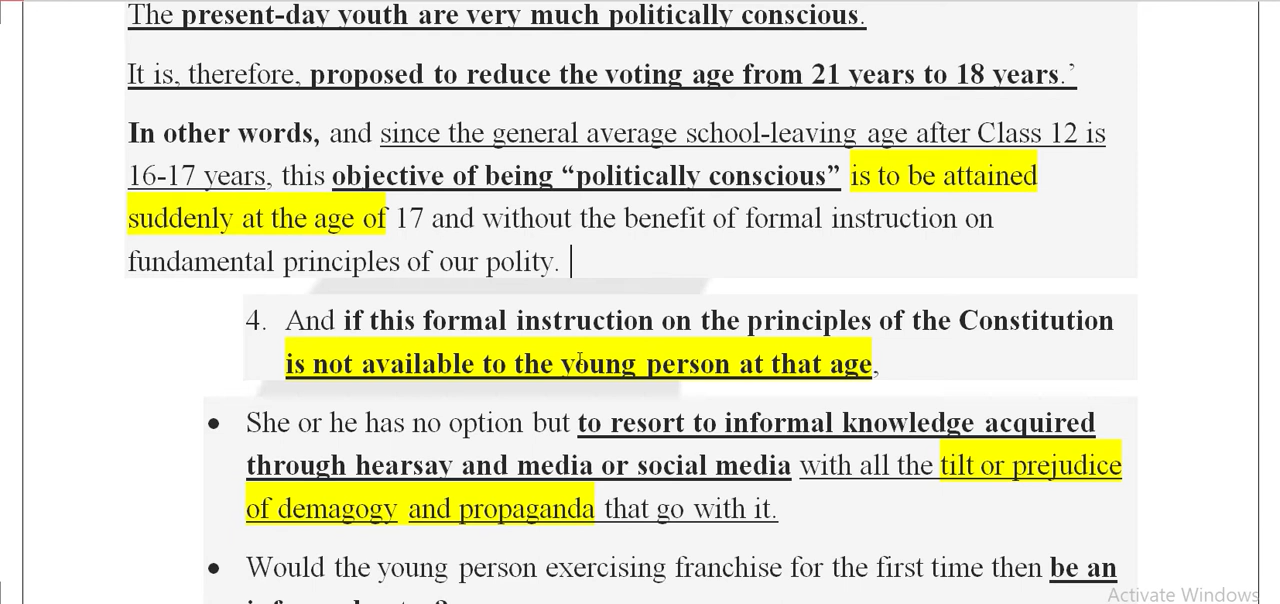 The present-day youth are very much politically conscious.
It is, therefore, proposed to reduce the voting age from 21 years to 18 years.’
In other words, and since the general average school-leaving age after Class 12 is
16-17 years, this objective of being “politically conscious” is to be attained
suddenly at the age of 17 and without the benefit of formal instruction on
fundamental principles of our polity.
4. And if this formal instruction on the principles of the Constitution
is not available to the young person at that age,
• She or he has no option but to resort to informal knowledge acquired
through hearsay and media or social media with all the tilt or prejudice
of demagogy and propaganda that go with it.
• Would the young person exercising franchise for the first time then be an
Activate Windows